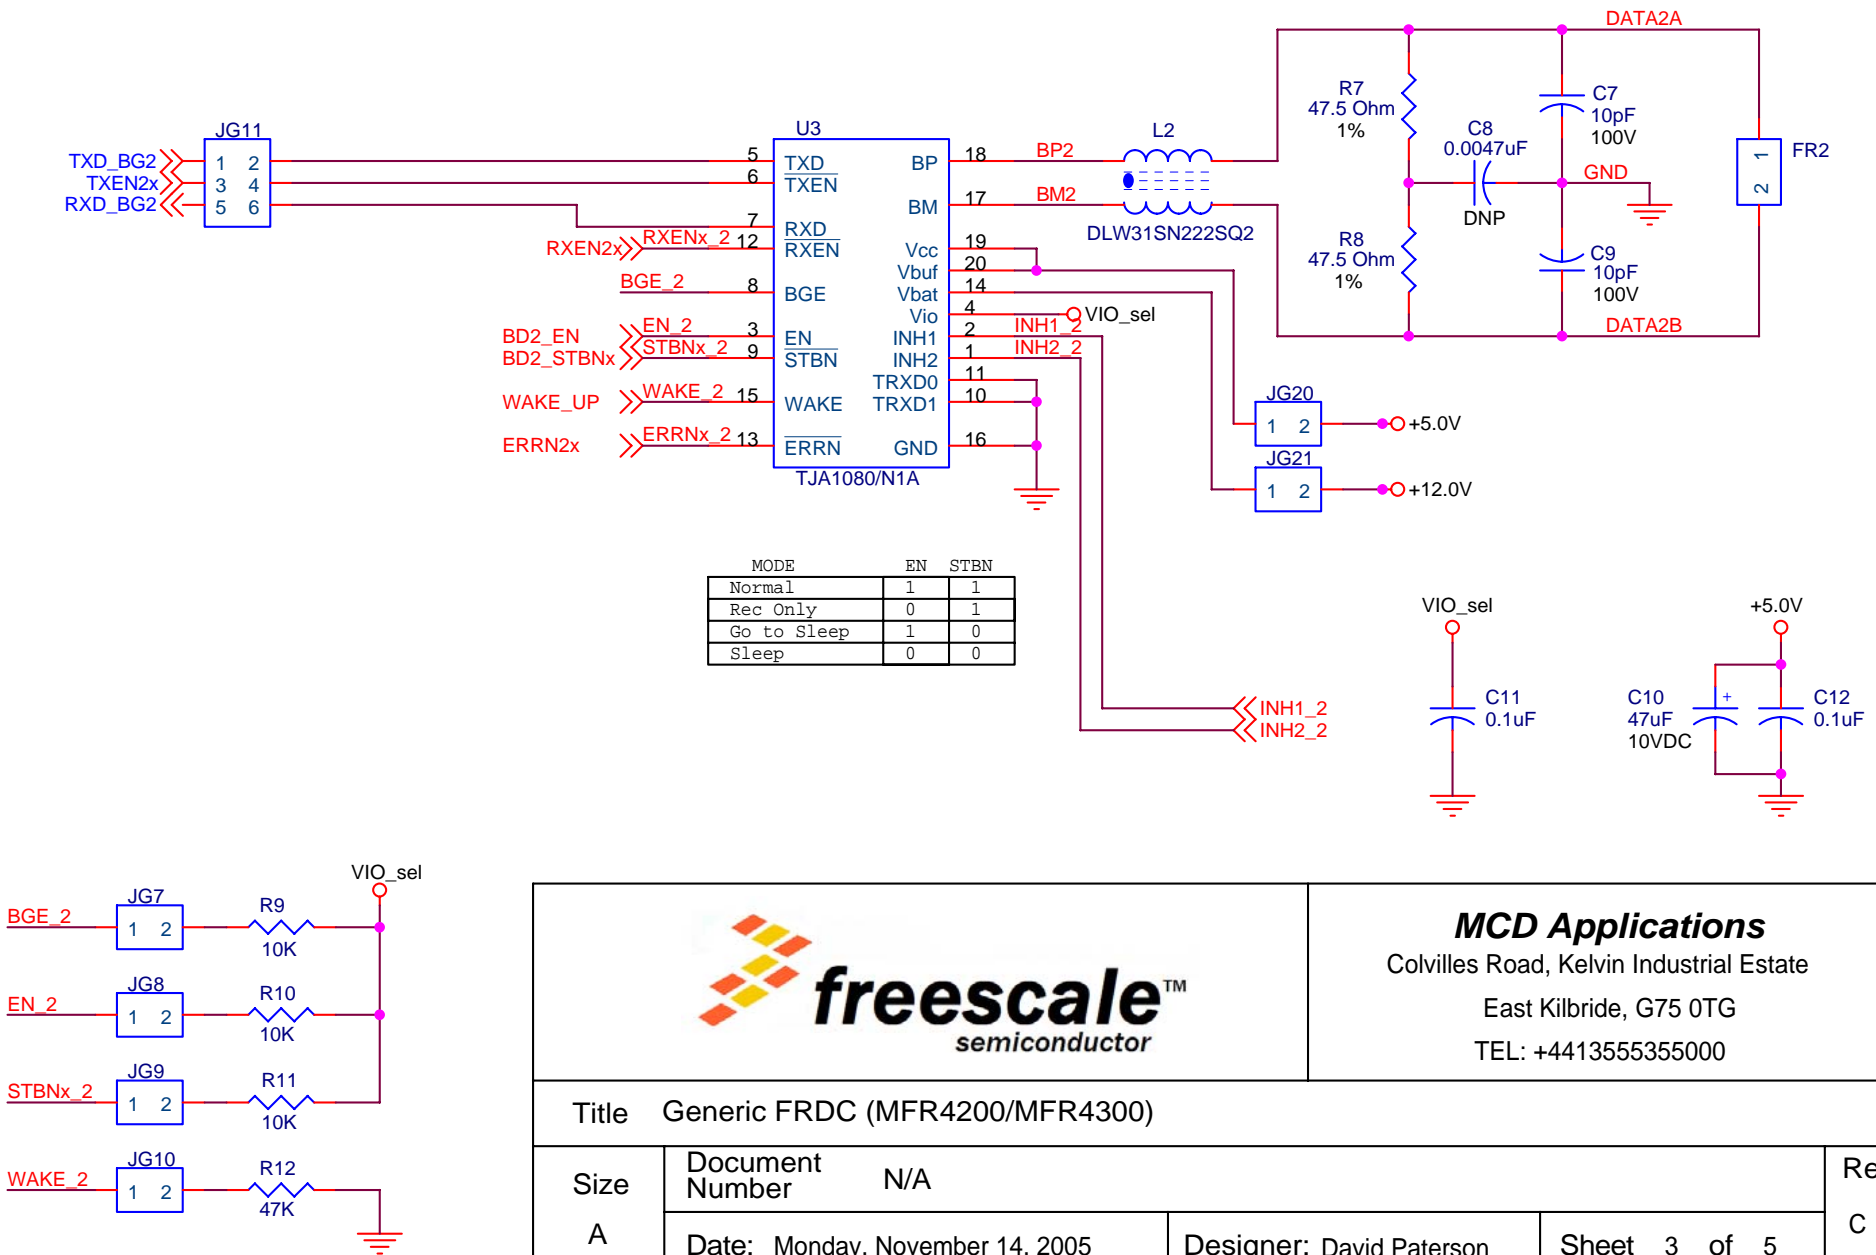 DATA2A
R7
47.5 Ohm
1%
C8
0.0047uF
DNP
C7
10pF
100V
GND
FR2
1
2
R8
47.5 Ohm
1%
C9
10pF
100V
DATA2B
JG11
TXD_BG2
TXEN2x
RXD_BG2
1 2
3 4
5 6
U3
5 TXD
6 TXEN
7 RXD
RXEN2x RXENx_2 12 RXEN
BGE_2 8 BGE
BD2_EN EN_2 3 EN
BD2_STBNx STBNx_2 9 STBN
WAKE_UP WAKE_2 15 WAKE
ERRN2x ERRNx_2 13 ERRN
BP 18 BP2
BM 17 BM2
Vcc 19
Vbuf 20
Vbat 14
Vio 4 VIO_sel
INH1 2 INH1_2
INH2 1 INH2_2
TRXD0 11
TRXD1 10
GND 16
TJA1080/N1A
L2
DLW31SN222SQ2
JG20
1 2 +5.0V
JG21
1 2 +12.0V
MODE EN STBN
Normal 1 1
Rec Only 0 1
Go to Sleep 1 0
Sleep 0 0
INH1_2
INH2_2
VIO_sel
C11
0.1uF
+5.0V
C10
47uF
10VDC
+
C12
0.1uF
VIO_sel
BGE_2 JG7 1 2 R9 10K
EN_2 JG8 1 2 R10 10K
STBNx_2 JG9 1 2 R11 10K
WAKE_2 JG10 1 2 R12 47K
freescale™
semiconductor
MCD Applications
Colvilles Road, Kelvin Industrial Estate
East Kilbride, G75 0TG
TEL: +4413555355000
Title Generic FRDC (MFR4200/MFR4300)
Size
A
Document
Number N/A
Re
C
Date: Monday, November 14, 2005
Designer: David Paterson
Sheet 3 of 5